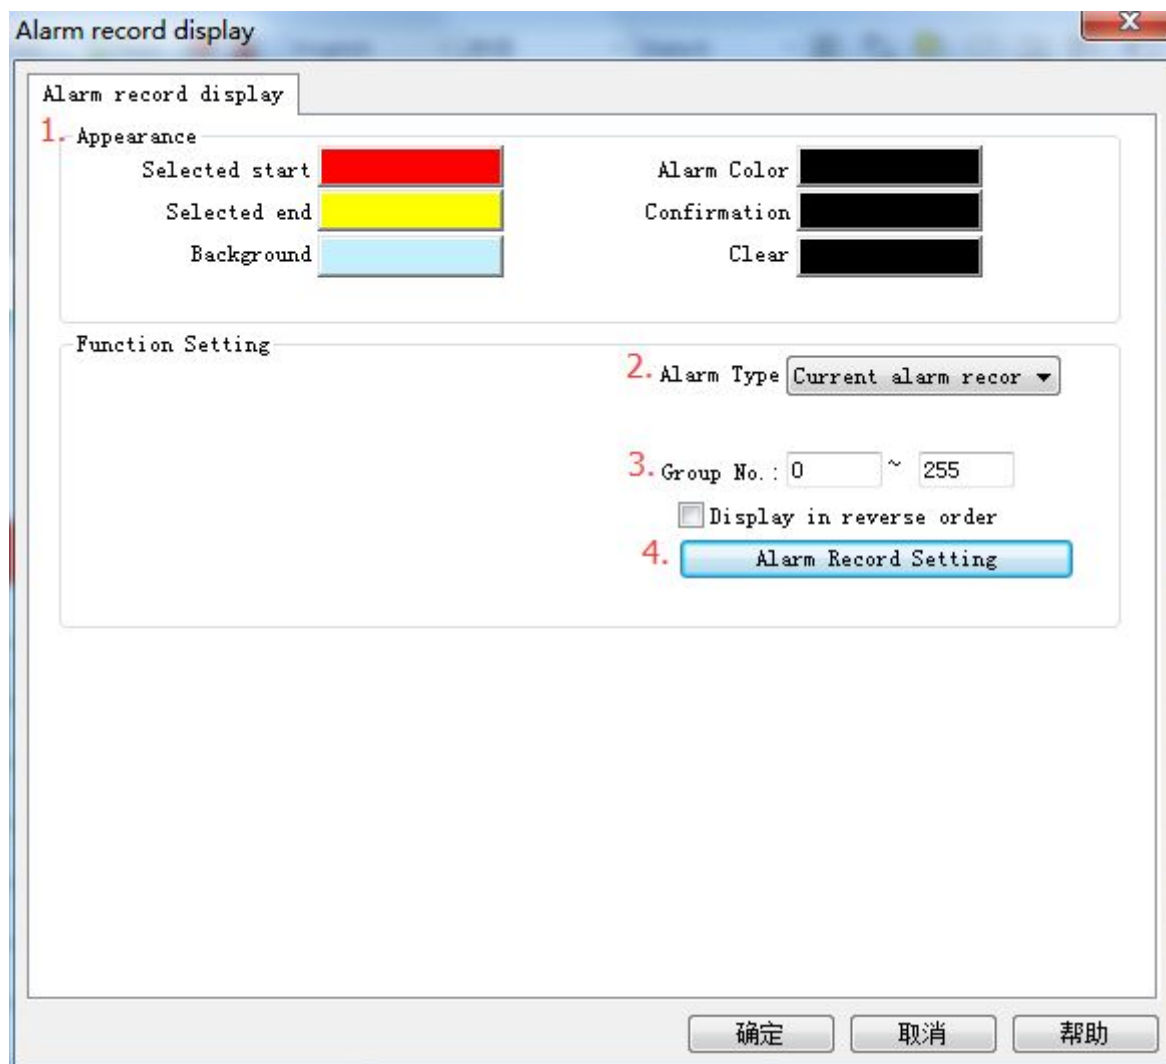 Alarm record display
Alarm record display
1. Appearance
Selected start
Alarm Color
Selected end
Confirmation
Background
Clear
Function Setting
2. Alarm Type Current alarm recor
3. Group No.: 0 ~ 255
Display in reverse order
4. Alarm Record Setting
确定 取消 帮助